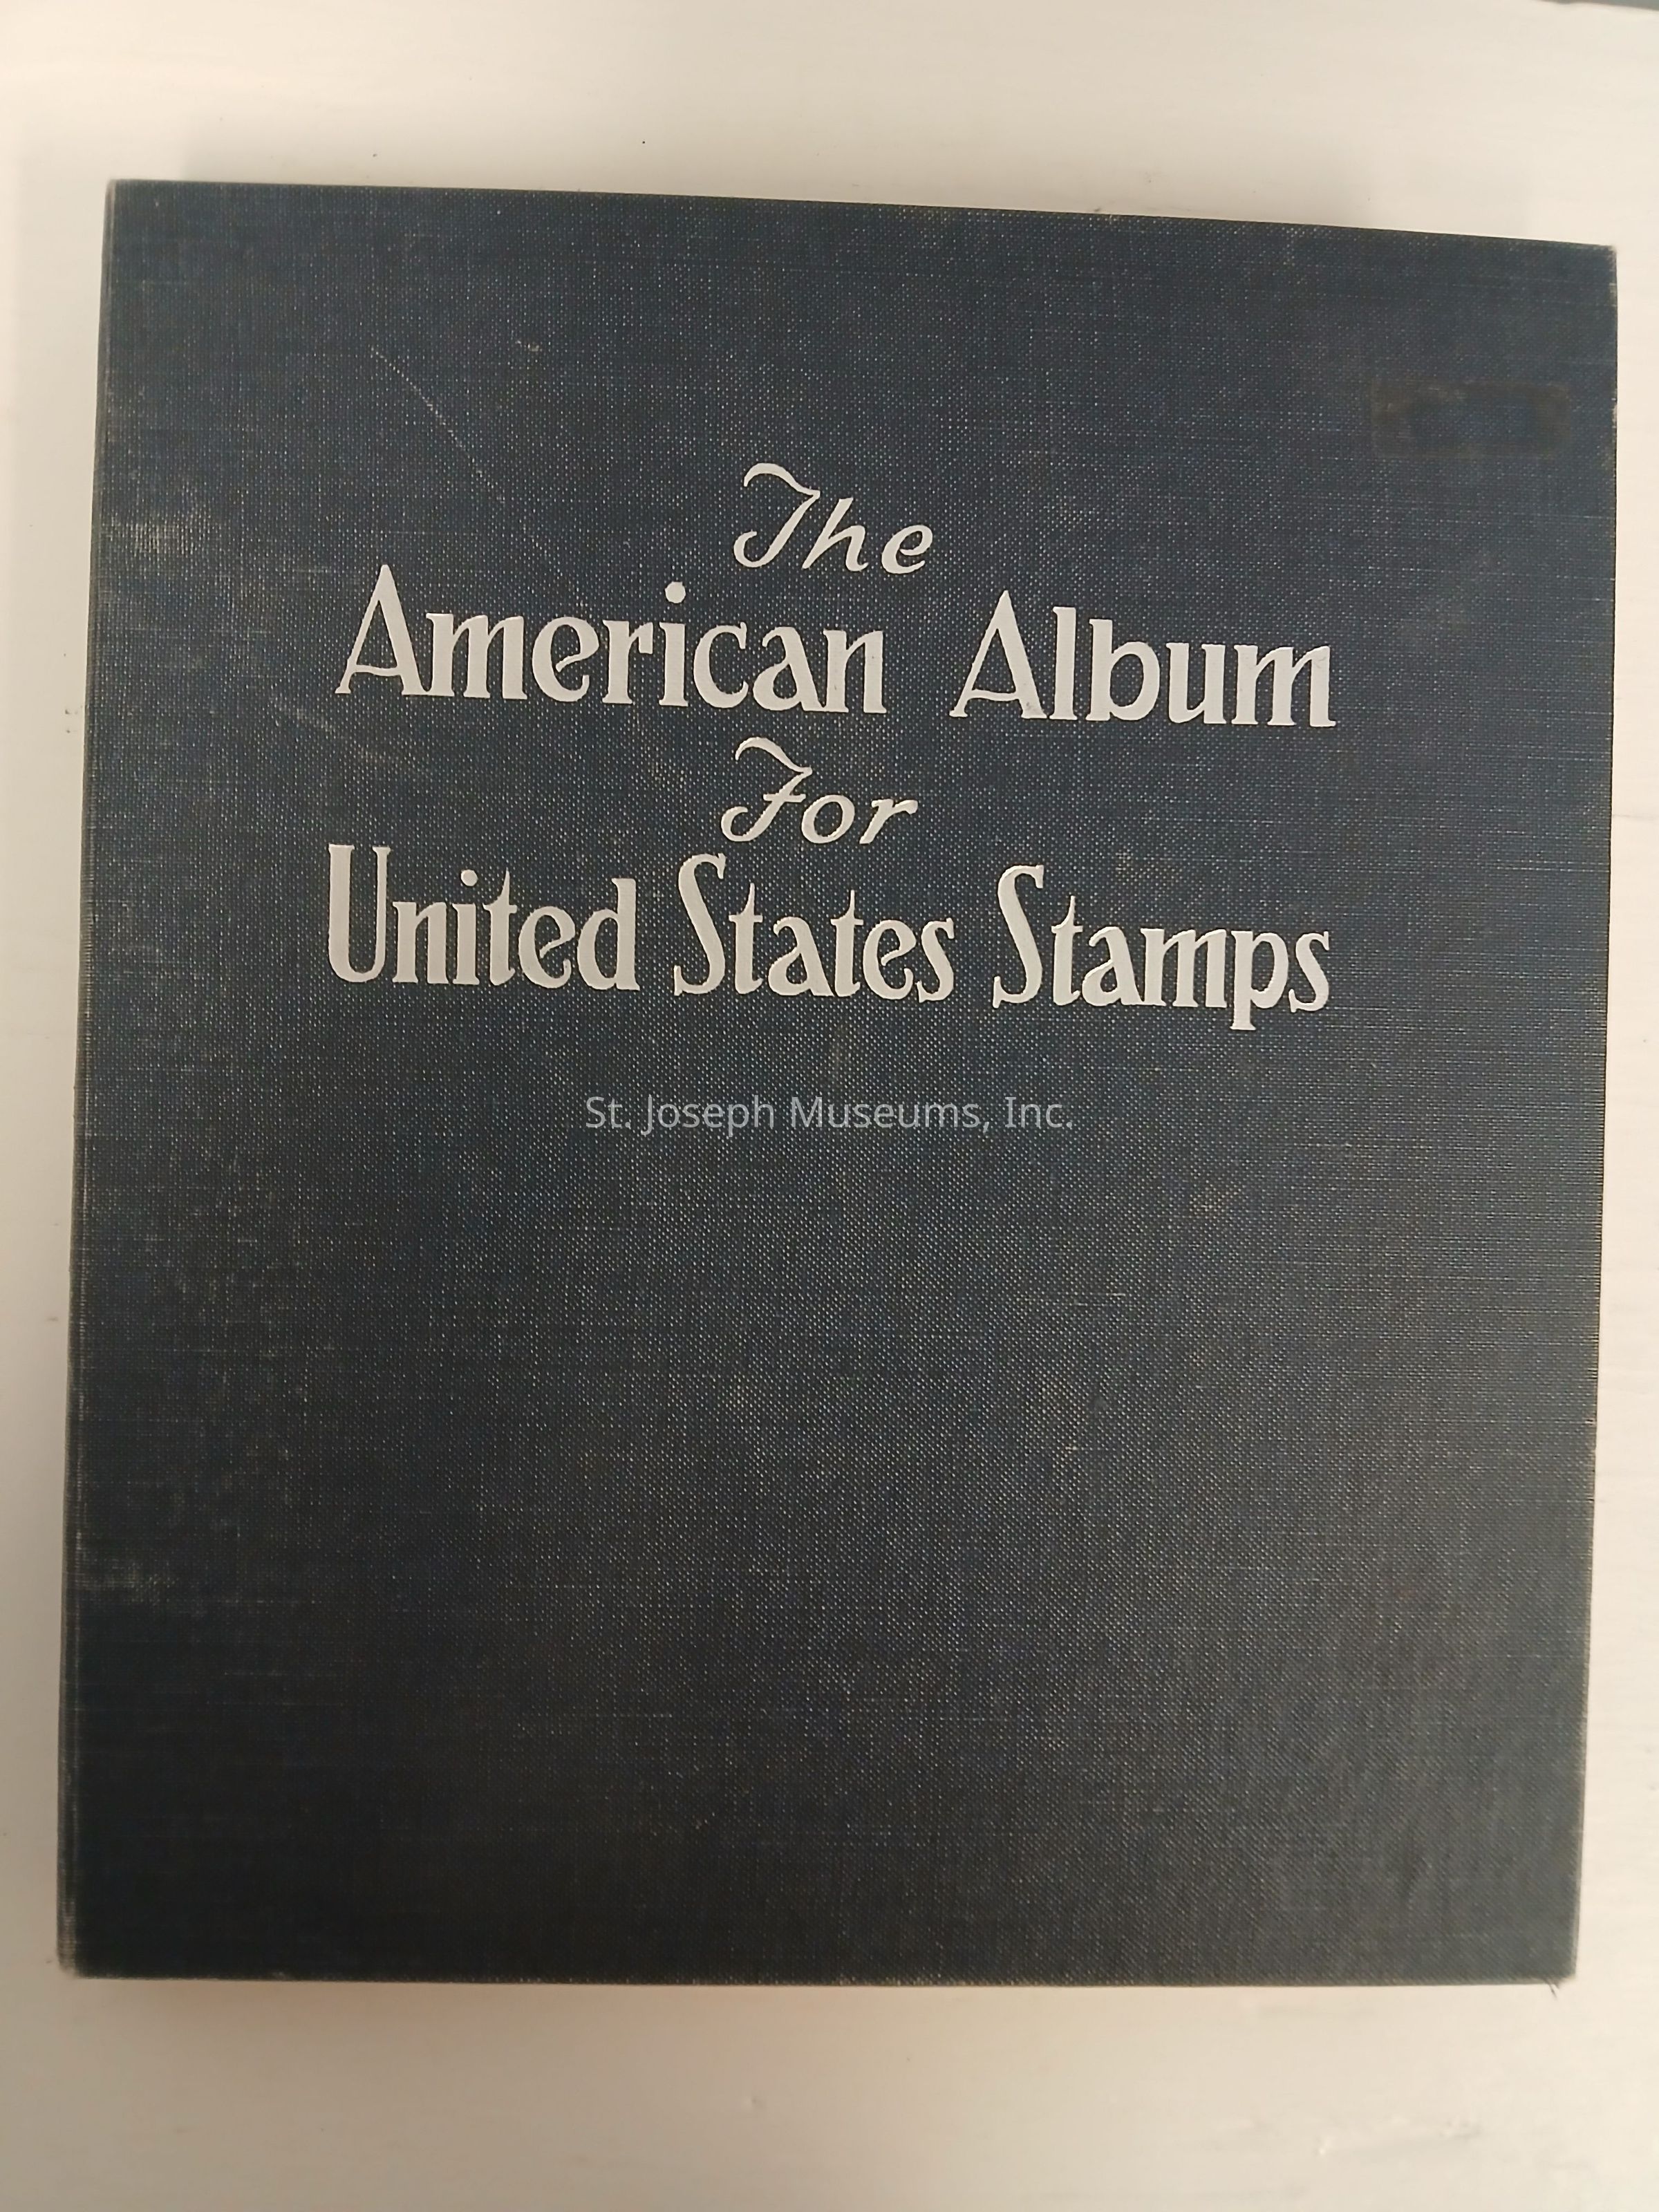 The
American Album
For
United States Stamps
St. Joseph Museums, Inc.